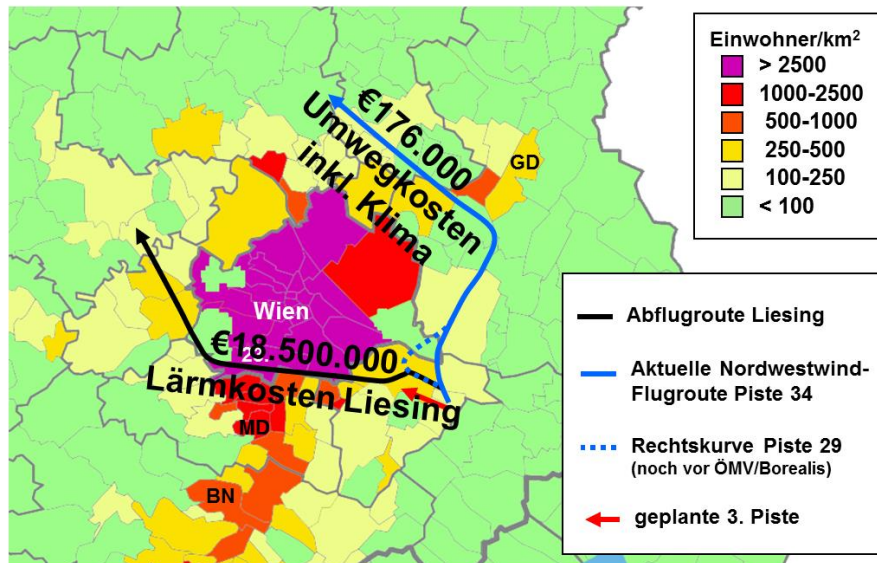 Einwohner/km²
> 2500
1000-2500
500-1000
250-500
100-250
< 100
€176.000
Umwegkosten
inkl. Klima
GD
Wien
23.
€18.500.000
Lärmkosten Liesing
MD
BN
Abflugroute Liesing
Aktuelle Nordwestwind-
Flugroute Piste 34
Rechtskurve Piste 29
(noch vor ÖMV/Borealis)
geplante 3. Piste